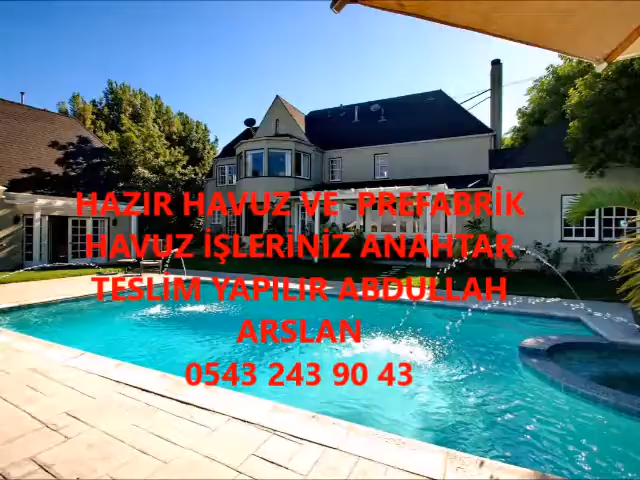 HAZIR HAVUZ VE PREFABRİK
HAVUZ İŞLERİNİZ ANAHTAR
TESLİM YAPILIR ABDULLAH
ARSLAN
0543 243 90 43